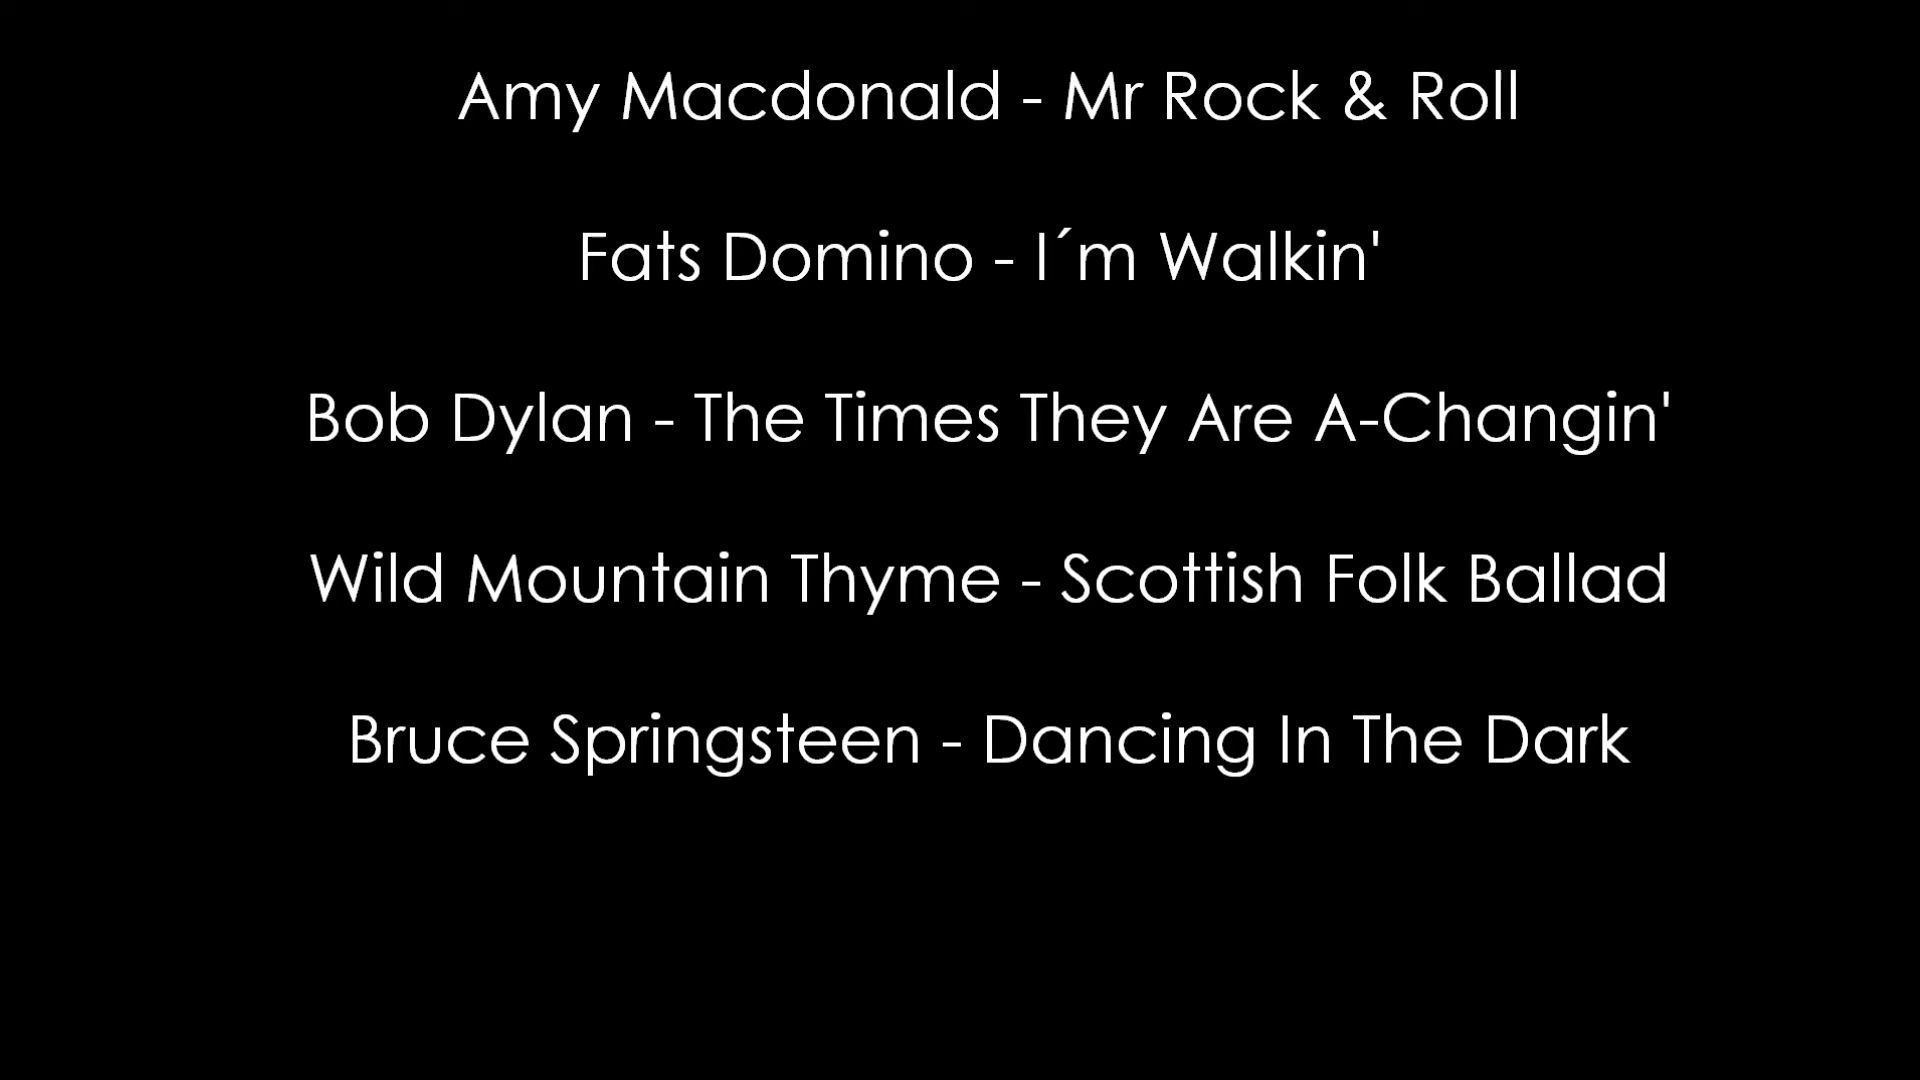 Amy Macdonald - Mr Rock & Roll
Fats Domino - I´m Walkin'
Bob Dylan - The Times They Are A-Changin'
Wild Mountain Thyme - Scottish Folk Ballad
Bruce Springsteen - Dancing In The Dark